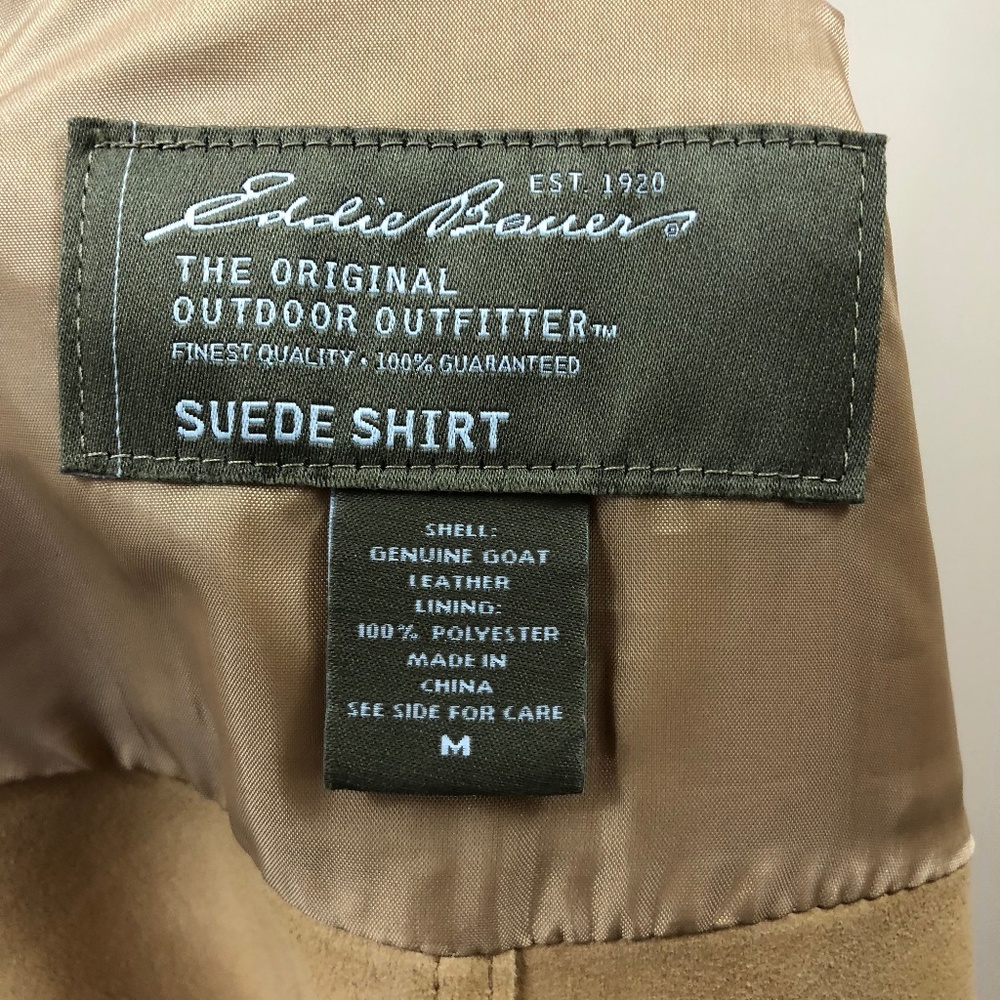 EST. 1920
Eddie Bauer®
THE ORIGINAL
OUTDOOR OUTFITTER™
FINEST QUALITY • 100% GUARANTEED
SUEDE SHIRT
SHELL:
GENUINE GOAT
LEATHER
LINING:
100% POLYESTER
MADE IN
CHINA
SEE SIDE FOR CARE
M